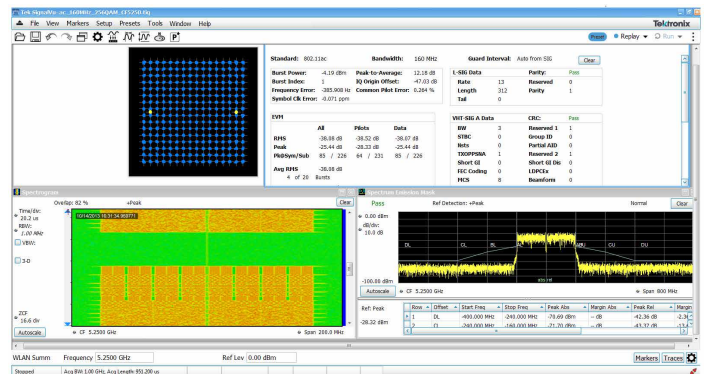 Tek SignalVu
160MHz_256QAM_CF5250.tiq
File View Markers Setup Presets Tools Window Help
Tektronix
Preset Replay Run
Standard: 802.11ac Bandwidth: 160 MHz Guard Interval: Auto from SIG Clear
Burst Power: -4.19 dBm Peak-to-Average: 12.18 dB
Burst Index: 1 IQ Origin Offset: -47.03 dB
Frequency Error: -385.908 Hz Common Pilot Error: 0.264 %
Symbol Clk Error: -0.071 ppm
L-SIG Data Parity: Pass
Rate 13 Reserved 0
Length 312 Parity 1
Tail 0
EVM
All Pilots Data
RMS -38.08 dB -38.52 dB -38.07 dB
Peak -25.44 dB -28.33 dB -25.44 dB
Pk@Sym/Sub 85 / 226 64 / 231 85 / 226
Avg RMS -38.08 dB
4 of 20 Bursts
VHT-SIG A Data CRC: Pass
BW 3 Reserved 1 1
STBC 0 Group ID 0
Nsts 0 Partial AID 0
TXOPPSNA 1 Reserved 2 1
Short GI 0 Short GI Dis 0
FEC Coding 0 LDPCEx 0
MCS 8 Beamform 0
Spectrogram
Overlap: 82 % +Peak Clear
Time/div:
20.2 us
RBW:
1.00 MHz
VBW:
3-D
ZCF
16.6 div
Autoscale CF 5.2500 GHz Span 200.0 MHz
Spectrum Emission Mask
Pass Ref Detection: +Peak Normal Clear
0.00 dBm
dB/div:
10.0 dB
DL CL BL ABU CU DU
-100.00 dBm
Autoscale CF 5.2500 GHz Span 800 MHz
Ref: Peak
-28.32 dBm
Row Offset Start Freq Stop Freq Peak Abs Margin Abs Peak Rel Margin
1 DL -400.000 MHz -240.000 MHz -70.69 dBm -- dB -42.36 dB
2 CL -240.000 MHz -160.000 MHz -71.70 dBm -- dB -43.37 dB
WLAN Summ Frequency 5.2500 GHz Ref Lev 0.00 dBm Markers Traces
Stopped Acq BW: 1.00 GHz, Acq Length: 951.200 us